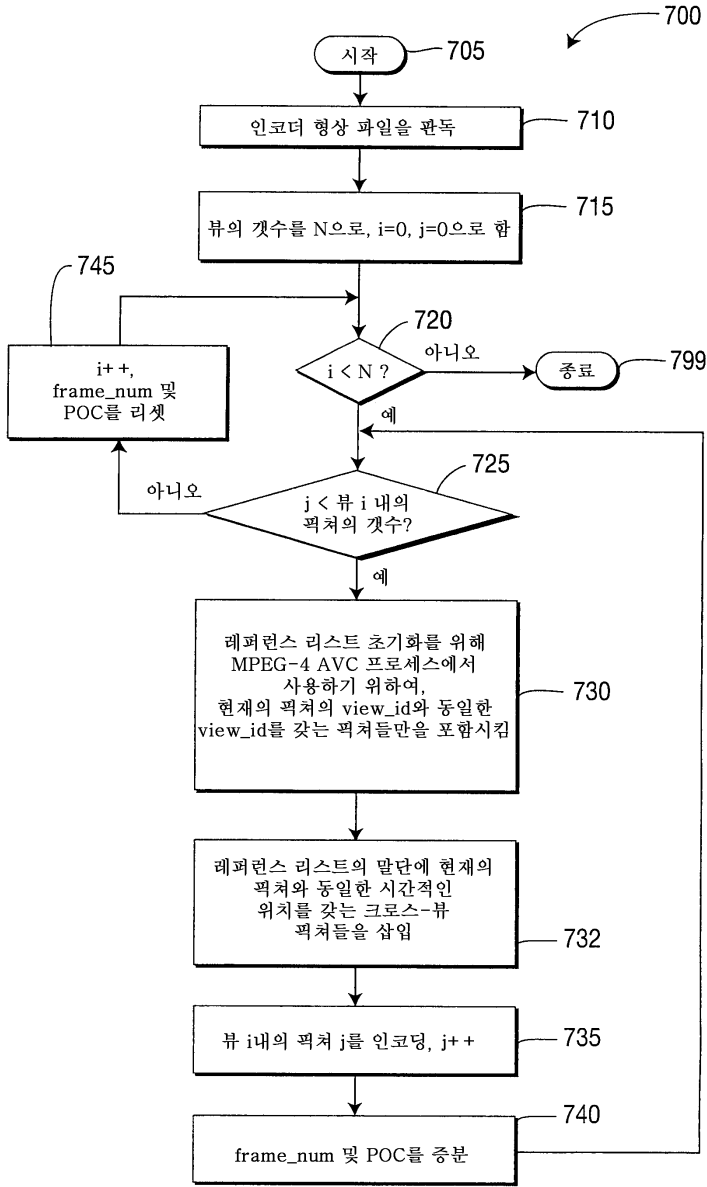 700
시작
705
인코더 형상 파일을 판독
710
뷰의 갯수를 N으로, i=0, j=0으로 함
715
745
i++,
frame_num 및
POC를 리셋
720
i < N ?
아니오
종료
799
예
725
j < 뷰 i 내의
픽쳐의 갯수?
아니오
예
레퍼런스 리스트 초기화를 위해
MPEG-4 AVC 프로세스에서
사용하기 위하여,
현재의 픽쳐의 view_id와 동일한
view_id를 갖는 픽쳐들만을 포함시킴
730
레퍼런스 리스트의 말단에 현재의
픽쳐와 동일한 시간적인
위치를 갖는 크로스-뷰
픽쳐들을 삽입
732
뷰 i내의 픽쳐 j를 인코딩, j++
735
740
frame_num 및 POC를 증분